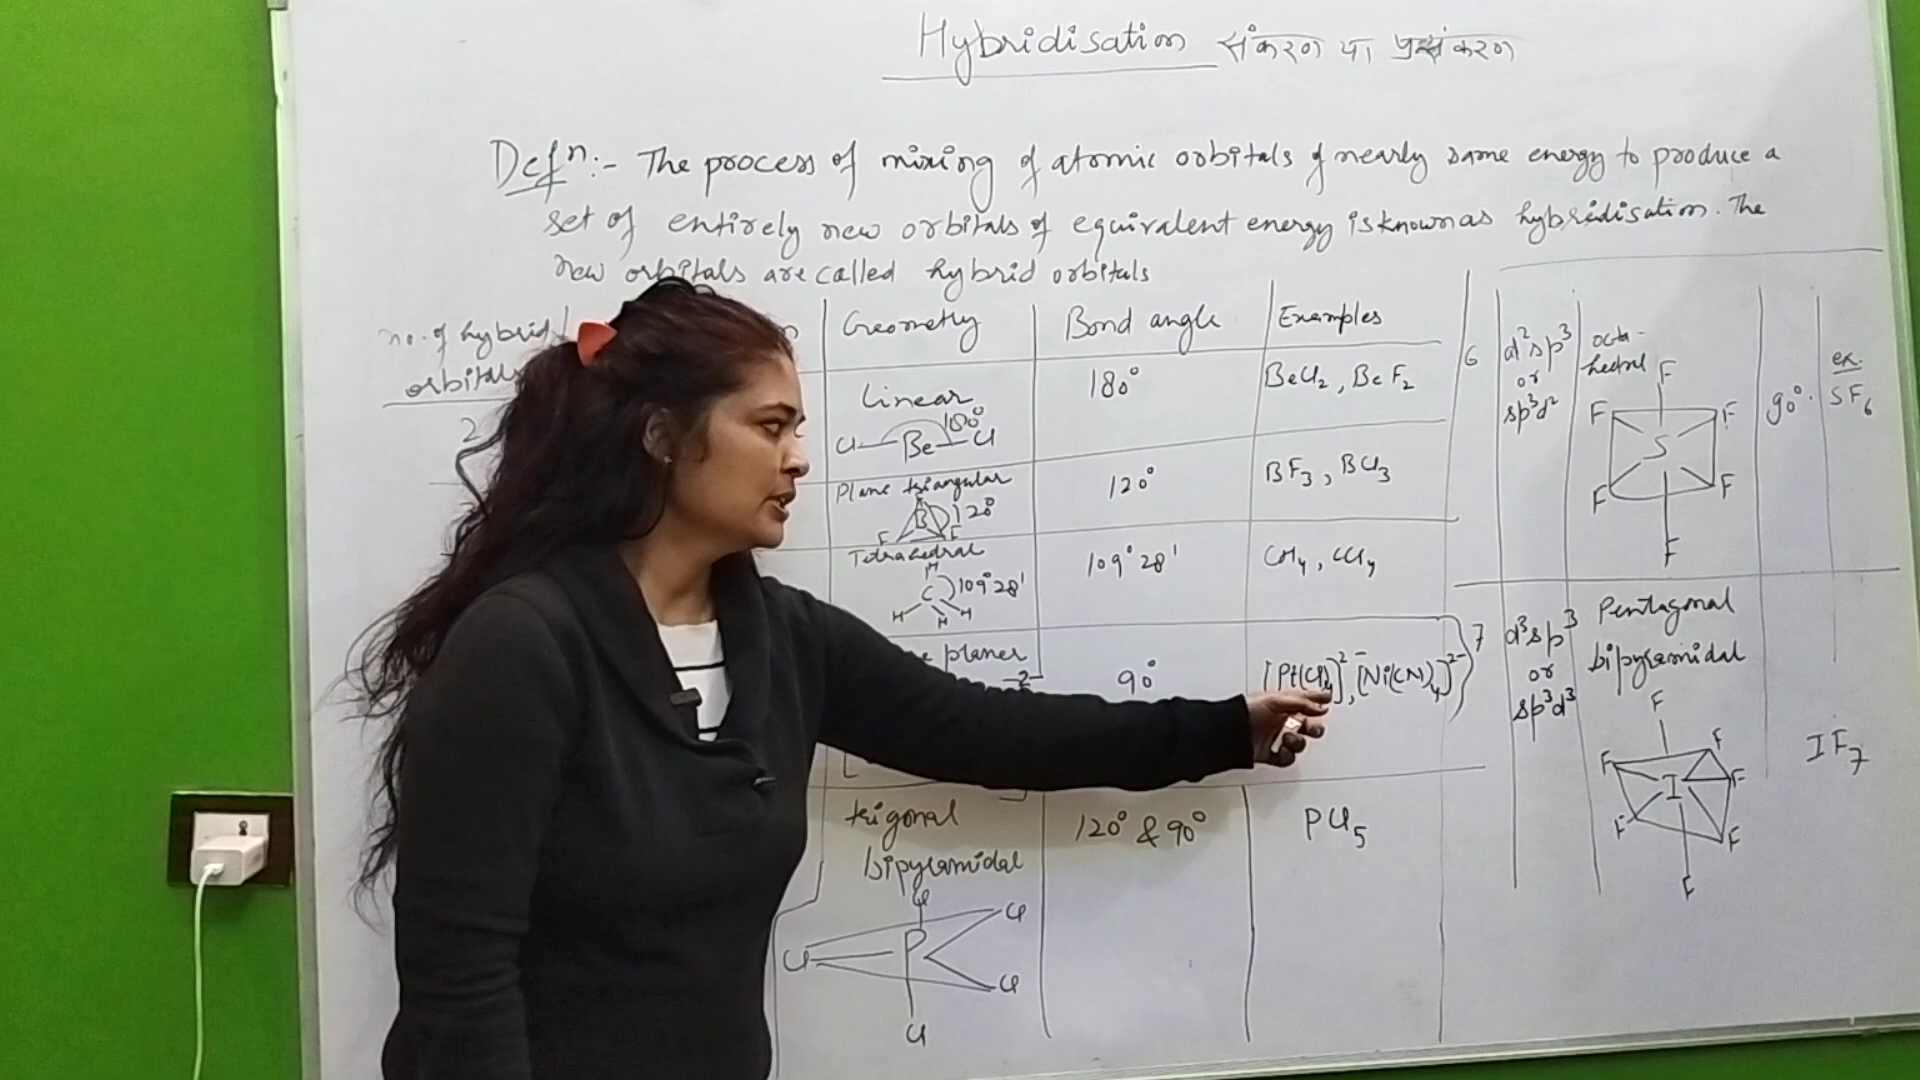 Hybridisation संकरण या प्रसंकरण
Defⁿ:- The process of mixing of atomic orbitals of nearly same energy to produce a
set of entirely new orbitals of equivalent energy is known as hybridisation. The
new orbitals are called hybrid orbitals
no. of hybrid
orbitals
Geometry
Bond angle
Examples
2
Linear
Cl Be Cl 180°
180°
BeCl₂, BeF₂
Plane triangular
B 120°
F F
120°
BF₃, BCl₃
Tetrahedral
H
C 109°28'
H H H
109°28'
CH₄, CCl₄
planer
-2
90°
[Ni(CN)₄]²⁻
trigonal
bipyramidal
Cl
Cl
P
Cl
Cl
Cl
120° & 90°
PCl₅
6
d²sp³
or
sp³d²
octa-
hedral
F
F F
S
F F
F
90°.
ex.
SF₆
7
d³sp³
or
sp³d³
Pentagonal
bipyramidal
F
F F
I F
F F
F
IF₇